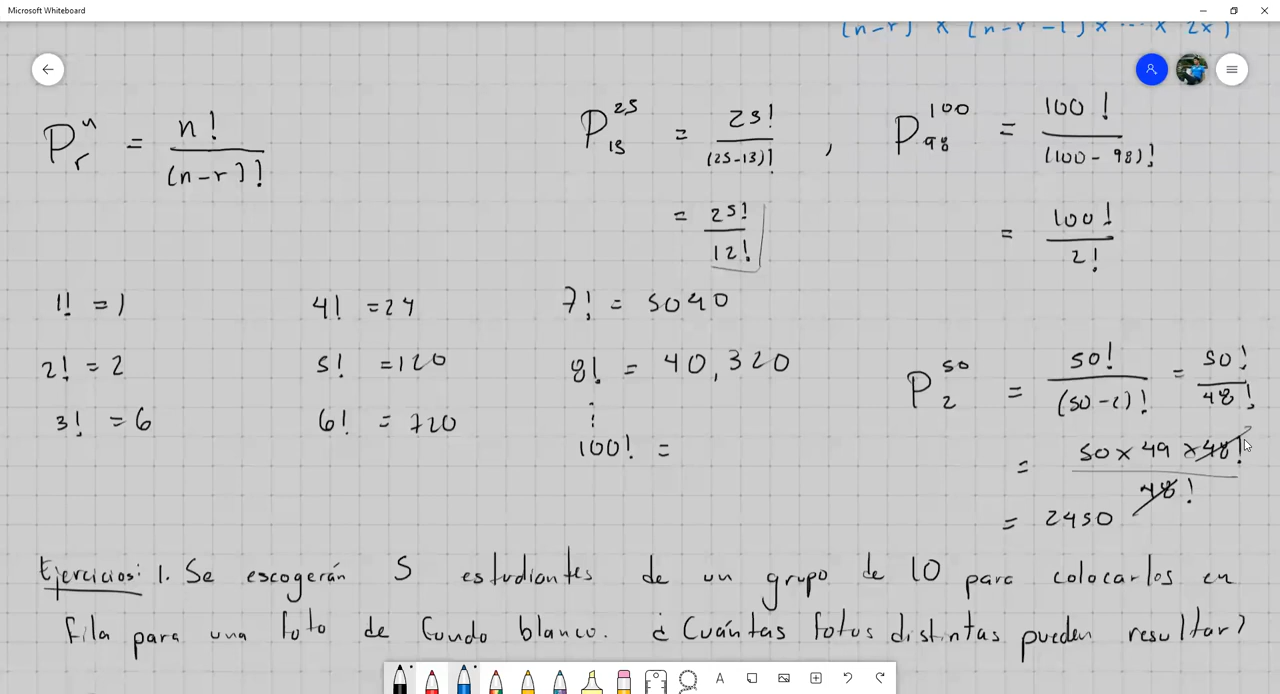 Microsoft Whiteboard
(n-r) x (n-r-1) x ... x 2x1
P^n_r = n! / (n-r)!
P^25_13 = 25! / (25-13)! , P^100_98 = 100! / (100-98)!
= 25! / 12!
= 100! / 2!
1! = 1
4! = 24
7! = 5040
2! = 2
5! = 120
8! = 40,320
3! = 6
6! = 720
⋮
100! =
P^50_2 = 50! / (50-2)! = 50! / 48!
= 50 x 49 x 48! / 48!
= 2450
Ejercicios: 1. Se escogerán 5 estudiantes de un grupo de 10 para colocarlos en
fila para una foto de fondo blanco. ¿Cuántas fotos distintas pueden resultar?
A